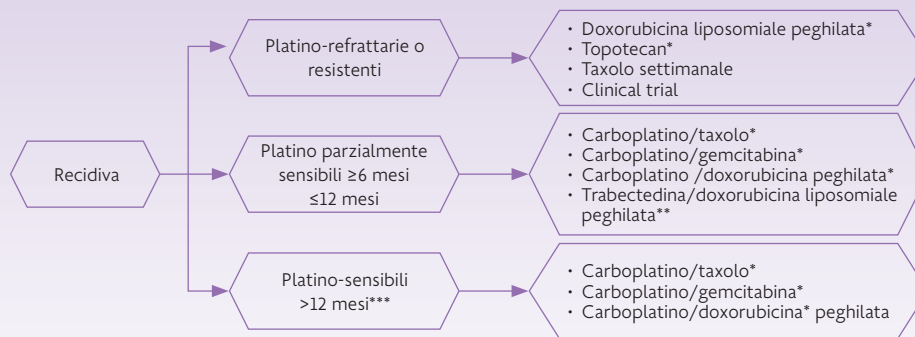 Recidiva
Platino-refrattarie o
resistenti
• Doxorubicina liposomiale peghilata*
• Topotecan*
• Taxolo settimanale
• Clinical trial
Platino parzialmente
sensibili ≥6 mesi
≤12 mesi
• Carboplatino/taxolo*
• Carboplatino/gemcitabina*
• Carboplatino /doxorubicina peghilata*
• Trabectedina/doxorubicina liposomiale
peghilata**
Platino-sensibili
>12 mesi***
• Carboplatino/taxolo*
• Carboplatino/gemcitabina*
• Carboplatino/doxorubicina* peghilata